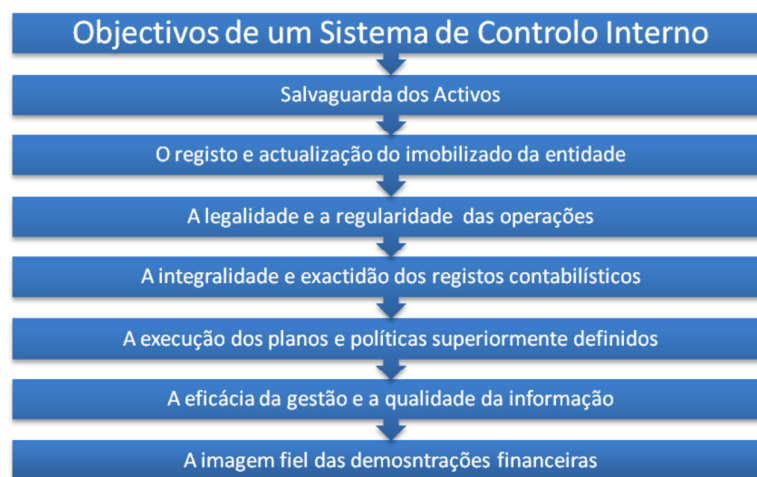 Objectivos de um Sistema de Controlo Interno
Salvaguarda dos Activos
O registo e actualização do imobilizado da entidade
A legalidade e a regularidade das operações
A integralidade e exactidão dos registos contabilísticos
A execução dos planos e políticas superiormente definidos
A eficácia da gestão e a qualidade da informação
A imagem fiel das demosntrações financeiras